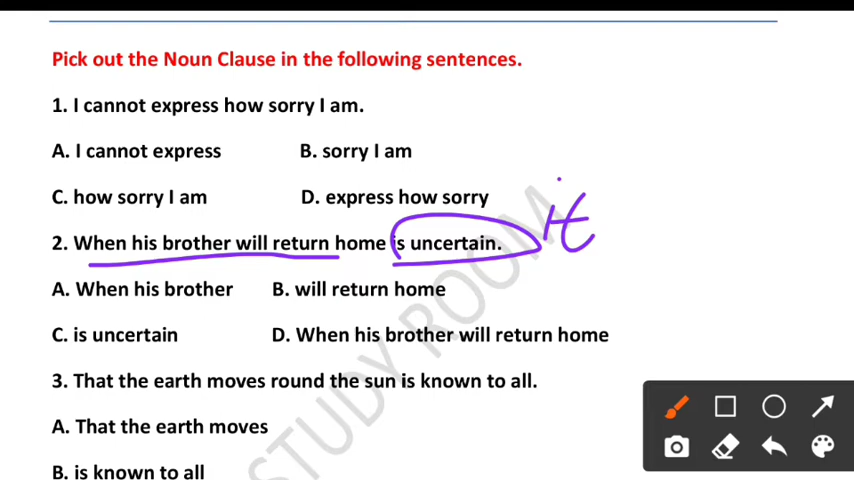 Pick out the Noun Clause in the following sentences.
1. I cannot express how sorry I am.
A. I cannot express B. sorry I am
C. how sorry I am D. express how sorry
2. When his brother will return home is uncertain. it
A. When his brother B. will return home
C. is uncertain D. When his brother will return home
3. That the earth moves round the sun is known to all.
A. That the earth moves
B. is known to all
STUDY ROOM